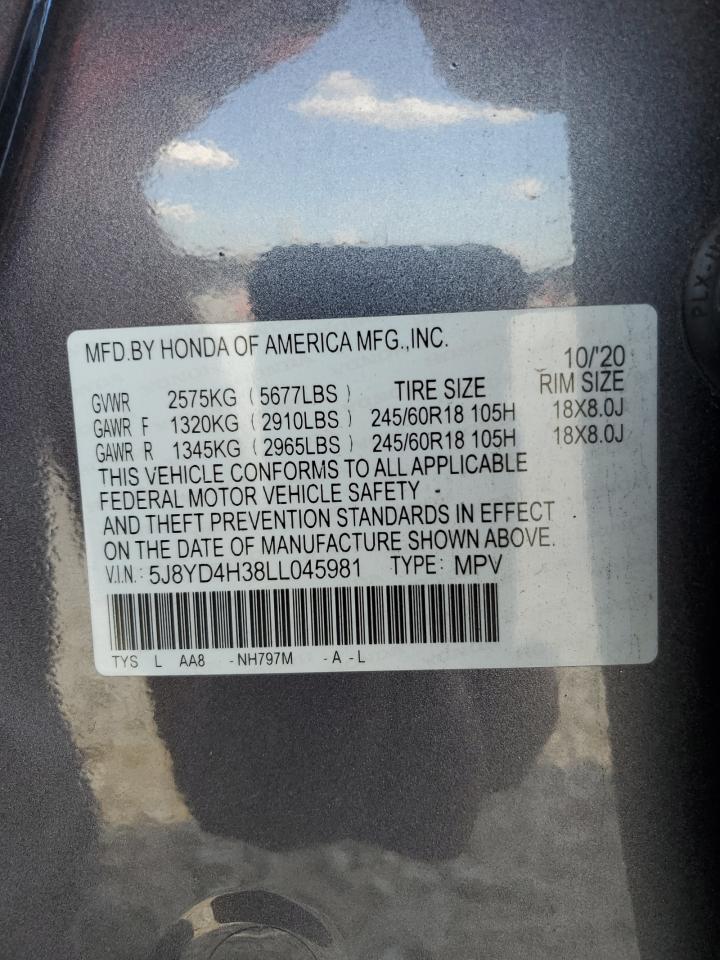 MFD.BY HONDA OF AMERICA MFG.,INC.
10/'20
GVWR 2575KG (5677LBS) TIRE SIZE RIM SIZE
GAWR F 1320KG (2910LBS) 245/60R18 105H 18X8.0J
GAWR R 1345KG (2965LBS) 245/60R18 105H 18X8.0J
THIS VEHICLE CONFORMS TO ALL APPLICABLE
FEDERAL MOTOR VEHICLE SAFETY
AND THEFT PREVENTION STANDARDS IN EFFECT
ON THE DATE OF MANUFACTURE SHOWN ABOVE.
V.I.N.: 5J8YD4H38LL045981 TYPE: MPV
TYS L AA8 -NH797M -A -L